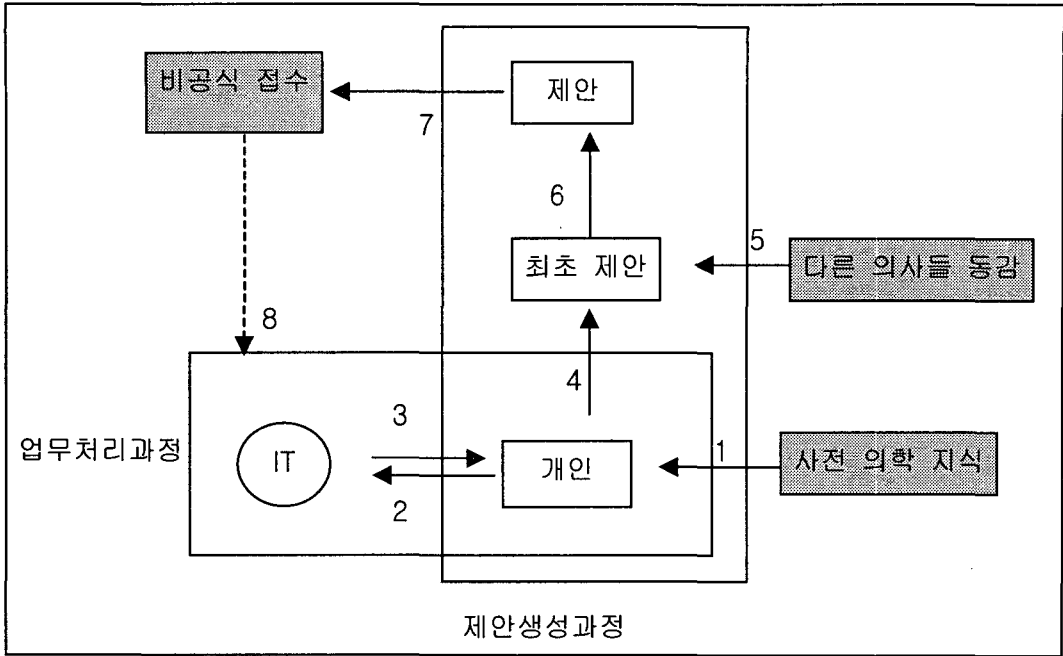 비공식 접수
제안
7
6
5
최초 제안
다른 의사들 동감
8
4
3
1
업무처리과정
IT
개인
사전 의학 지식
2
제안생성과정